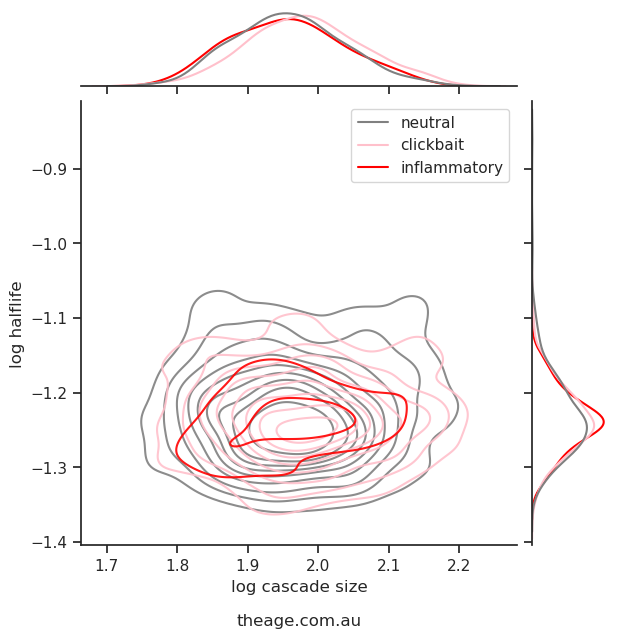 neutral
clickbait
inflammatory
log halflife
−0.9
−1.0
−1.1
−1.2
−1.3
−1.4
1.7 1.8 1.9 2.0 2.1 2.2
log cascade size
theage.com.au